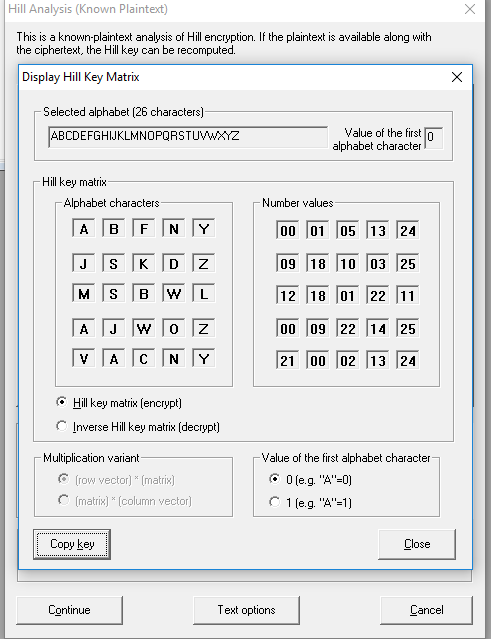 Hill Analysis (Known Plaintext)
This is a known-plaintext analysis of Hill encryption. If the plaintext is available along with
the ciphertext, the Hill key can be recomputed.
Display Hill Key Matrix
Selected alphabet (26 characters)
ABCDEFGHIJKLMNOPQRSTUVWXYZ
Value of the first
alphabet character
0
Hill key matrix
Alphabet characters
A B F N Y
J S K D Z
M S B W L
A J W O Z
V A C N Y
Number values
00 01 05 13 24
09 18 10 03 25
12 18 01 22 11
00 09 22 14 25
21 00 02 13 24
Hill key matrix (encrypt)
Inverse Hill key matrix (decrypt)
Multiplication variant
(row vector) * (matrix)
(matrix) * (column vector)
Value of the first alphabet character
0 (e.g. "A"=0)
1 (e.g. "A"=1)
Copy key
Close
Continue
Text options
Cancel